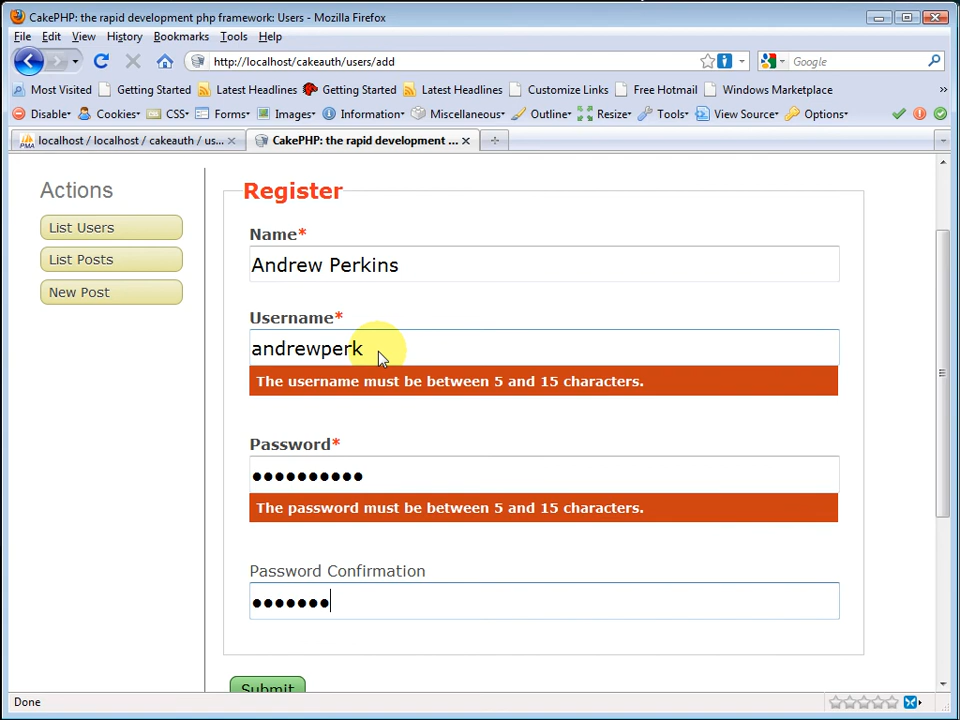 CakePHP: the rapid development php framework: Users - Mozilla Firefox
File Edit View History Bookmarks Tools Help
http://localhost/cakeauth/users/add
Google
Most Visited Getting Started Latest Headlines Getting Started Latest Headlines Customize Links Free Hotmail Windows Marketplace »
Disable Cookies CSS Forms Images Information Miscellaneous Outline Resize Tools View Source Options
PMA localhost / localhost / cakeauth / us... CakePHP: the rapid development ...
Actions
List Users
List Posts
New Post
Register
Name*
Andrew Perkins
Username*
andrewperk
The username must be between 5 and 15 characters.
Password*
●●●●●●●●●●
The password must be between 5 and 15 characters.
Password Confirmation
●●●●●●●
Submit
Done